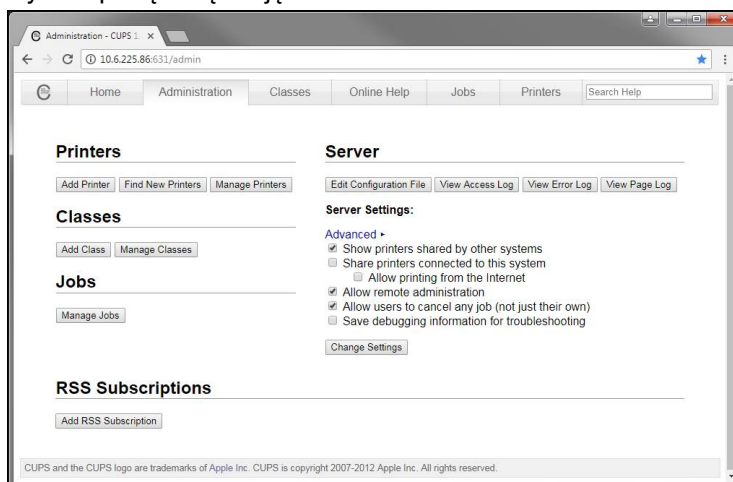 Administration - CUPS 1.
10.6.225.86:631/admin
Home Administration Classes Online Help Jobs Printers Search Help
Printers
Add Printer Find New Printers Manage Printers
Classes
Add Class Manage Classes
Jobs
Manage Jobs
Server
Edit Configuration File View Access Log View Error Log View Page Log
Server Settings:
Advanced ▸
Show printers shared by other systems
Share printers connected to this system
Allow printing from the Internet
Allow remote administration
Allow users to cancel any job (not just their own)
Save debugging information for troubleshooting
Change Settings
RSS Subscriptions
Add RSS Subscription
CUPS and the CUPS logo are trademarks of Apple Inc. CUPS is copyright 2007-2012 Apple Inc. All rights reserved.